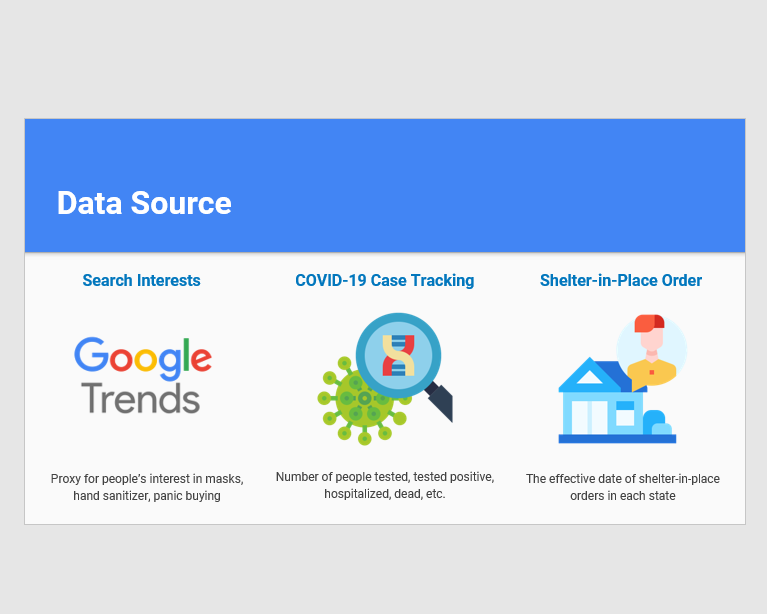 Data Source
Search Interests
Google
Trends
Proxy for people's interest in masks,
hand sanitizer, panic buying
COVID-19 Case Tracking
Number of people tested, tested positive,
hospitalized, dead, etc.
Shelter-in-Place Order
The effective date of shelter-in-place
orders in each state